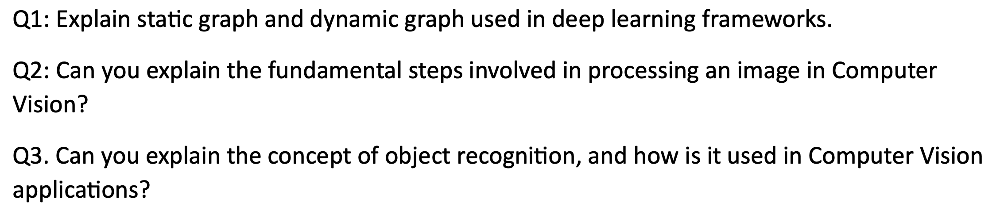 Q1: Explain static graph and dynamic graph used in deep learning frameworks.
Q2: Can you explain the fundamental steps involved in processing an image in Computer
Vision?
Q3. Can you explain the concept of object recognition, and how is it used in Computer Vision
applications?